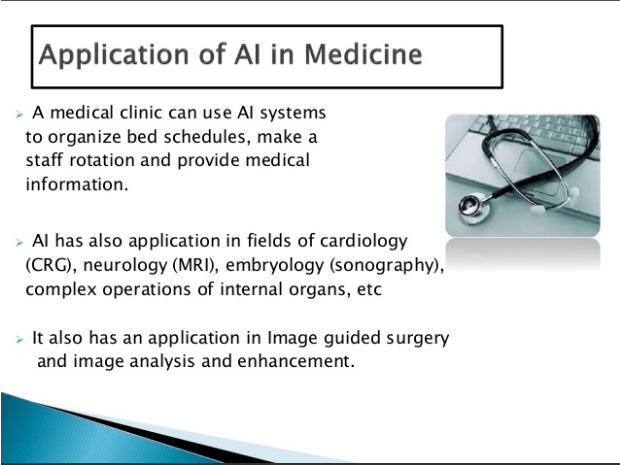 Application of AI in Medicine
A medical clinic can use AI systems
to organize bed schedules, make a
staff rotation and provide medical
information.
AI has also application in fields of cardiology
(CRG), neurology (MRI), embryology (sonography),
complex operations of internal organs, etc
It also has an application in Image guided surgery
and image analysis and enhancement.